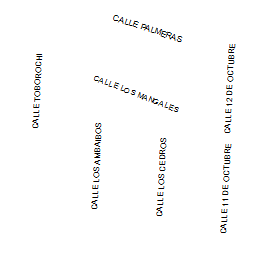 CALLE PALMERAS
CALLE TOBOROCHI
CALLE LOS MANGALES
CALLE 12 DE OCTUBRE
CALLE LOS AMBAIBOS
CALLE LOS CEDROS
CALLE 11 DE OCTUBRE